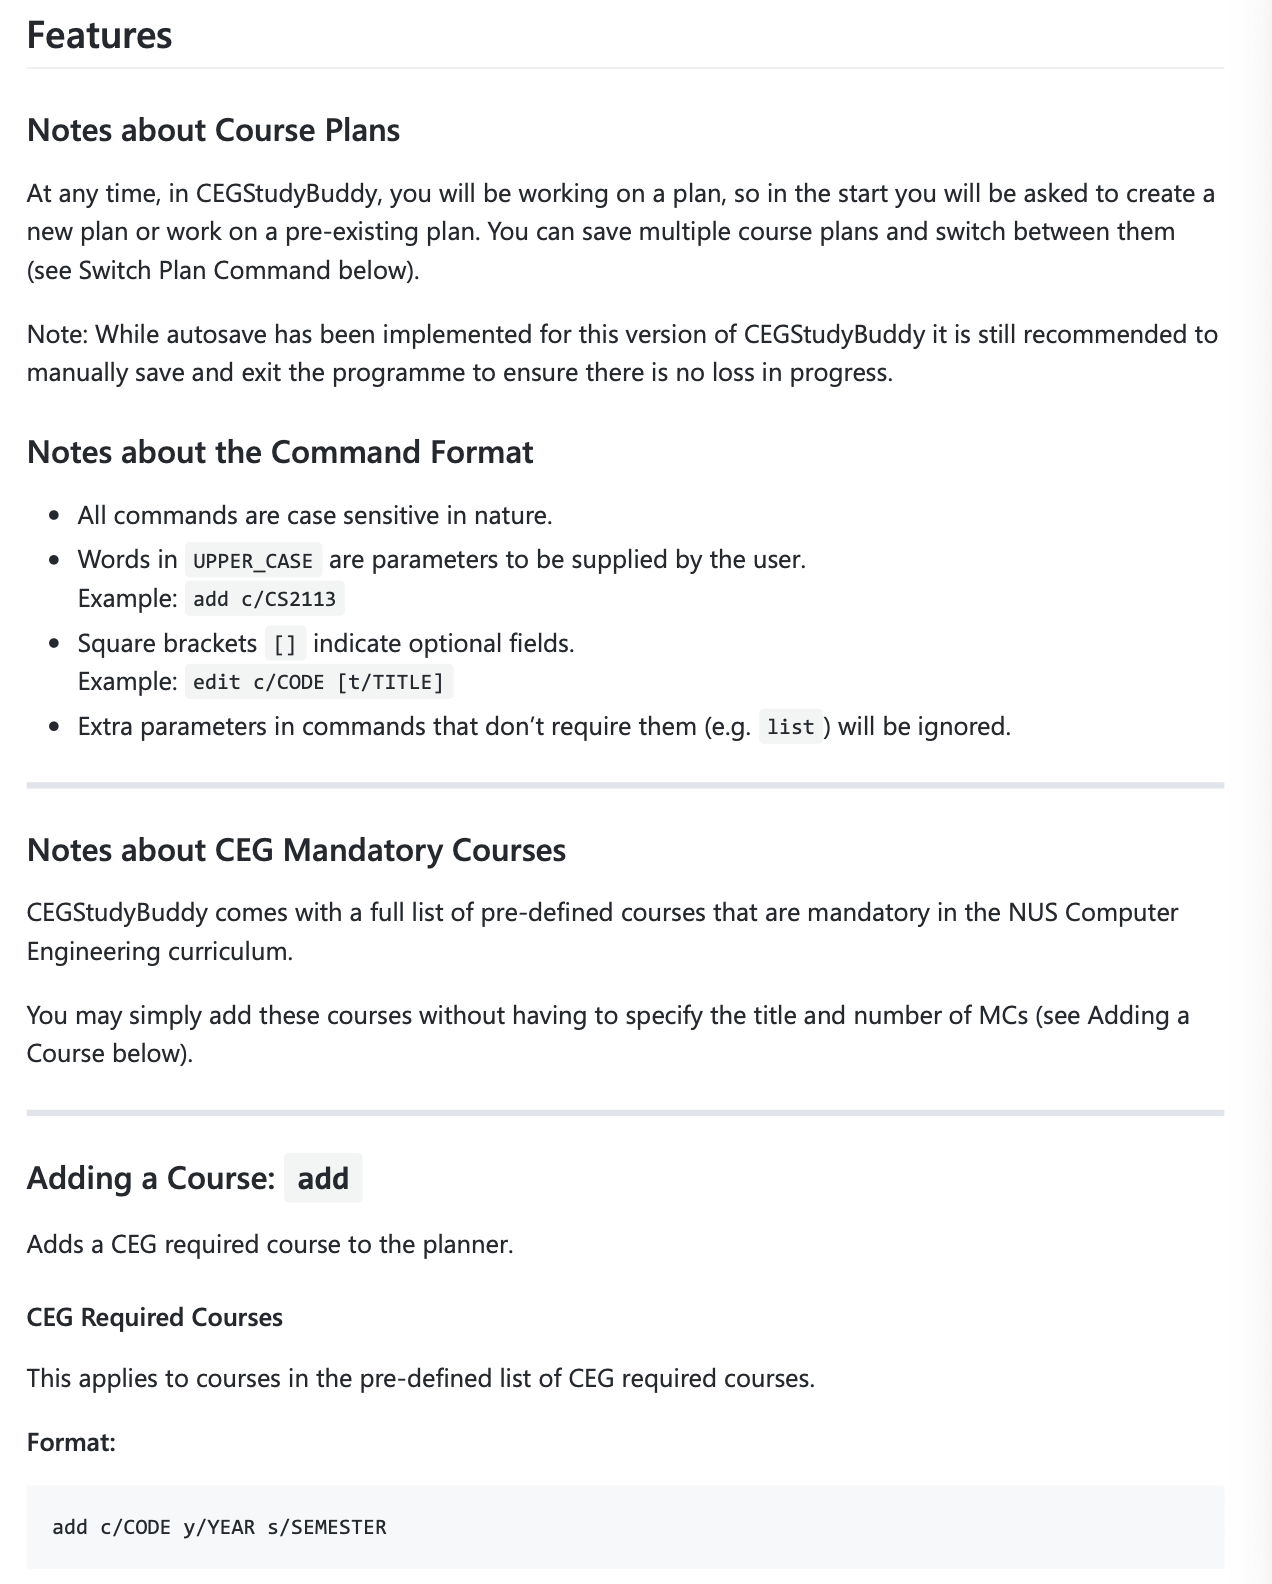 Features
Notes about Course Plans
At any time, in CEGStudyBuddy, you will be working on a plan, so in the start you will be asked to create a
new plan or work on a pre-existing plan. You can save multiple course plans and switch between them
(see Switch Plan Command below).
Note: While autosave has been implemented for this version of CEGStudyBuddy it is still recommended to
manually save and exit the programme to ensure there is no loss in progress.
Notes about the Command Format
• All commands are case sensitive in nature.
• Words in UPPER_CASE are parameters to be supplied by the user.
Example: add c/CS2113
• Square brackets [] indicate optional fields.
Example: edit c/CODE [t/TITLE]
• Extra parameters in commands that don’t require them (e.g. list) will be ignored.
Notes about CEG Mandatory Courses
CEGStudyBuddy comes with a full list of pre-defined courses that are mandatory in the NUS Computer
Engineering curriculum.
You may simply add these courses without having to specify the title and number of MCs (see Adding a
Course below).
Adding a Course: add
Adds a CEG required course to the planner.
CEG Required Courses
This applies to courses in the pre-defined list of CEG required courses.
Format:
add c/CODE y/YEAR s/SEMESTER